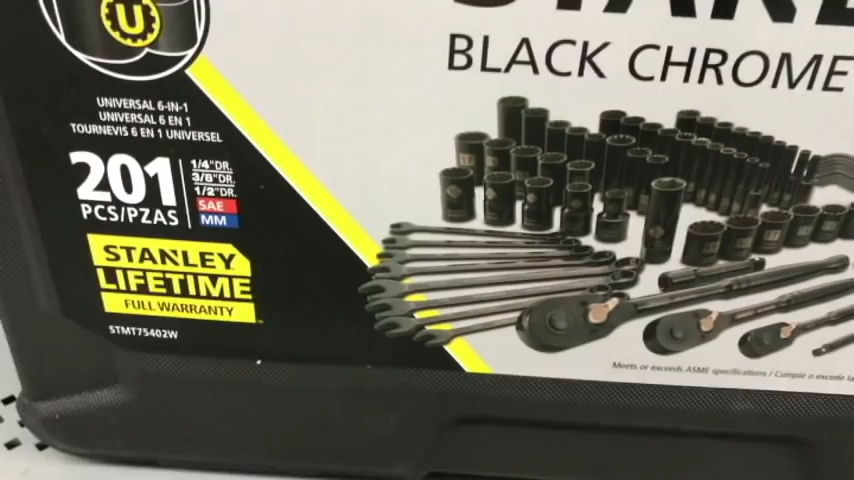 U
BLACK CHROME
UNIVERSAL 6-IN-1
UNIVERSAL 6 EN 1
TOURNEVIS 6 EN 1 UNIVERSEL
201
PCS/PZAS
1/4"DR.
3/8"DR.
1/2"DR.
SAE
MM
STANLEY
LIFETIME
FULL WARRANTY
STMT75402W
Meets or exceeds ASME specifications / Cumple o excede la